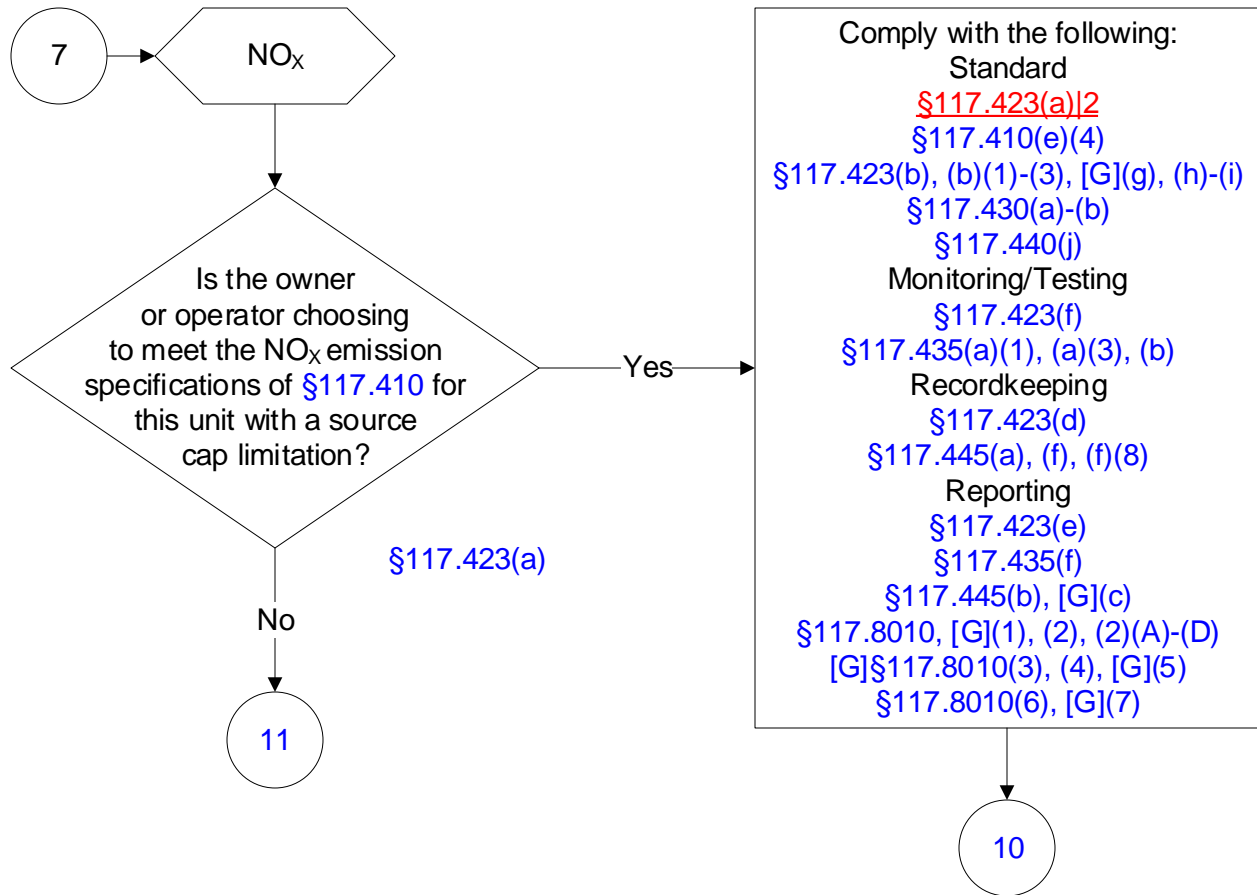 7
NOX
Is the owner
or operator choosing
to meet the NOX emission
specifications of §117.410 for
this unit with a source
cap limitation?
§117.423(a)
Yes
No
11
Comply with the following:
Standard
§117.423(a)|2
§117.410(e)(4)
§117.423(b), (b)(1)-(3), [G](g), (h)-(i)
§117.430(a)-(b)
§117.440(j)
Monitoring/Testing
§117.423(f)
§117.435(a)(1), (a)(3), (b)
Recordkeeping
§117.423(d)
§117.445(a), (f), (f)(8)
Reporting
§117.423(e)
§117.435(f)
§117.445(b), [G](c)
§117.8010, [G](1), (2), (2)(A)-(D)
[G]§117.8010(3), (4), [G](5)
§117.8010(6), [G](7)
10